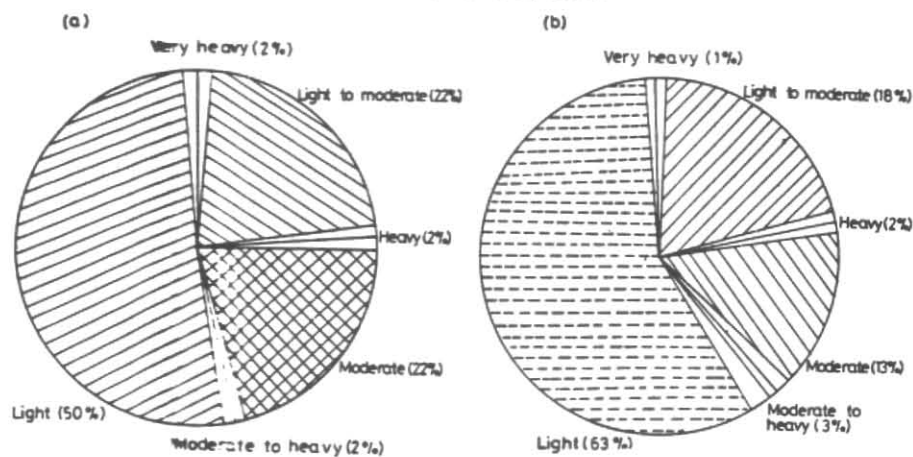 (a)
Very heavy (2%)
Light to moderate (22%)
Heavy (2%)
Moderate (22%)
Moderate to heavy (2%)
Light (50%)
(b)
Very heavy (1%)
Light to moderate (18%)
Heavy (2%)
Moderate (13%)
Moderate to
heavy (3%)
Light (63%)